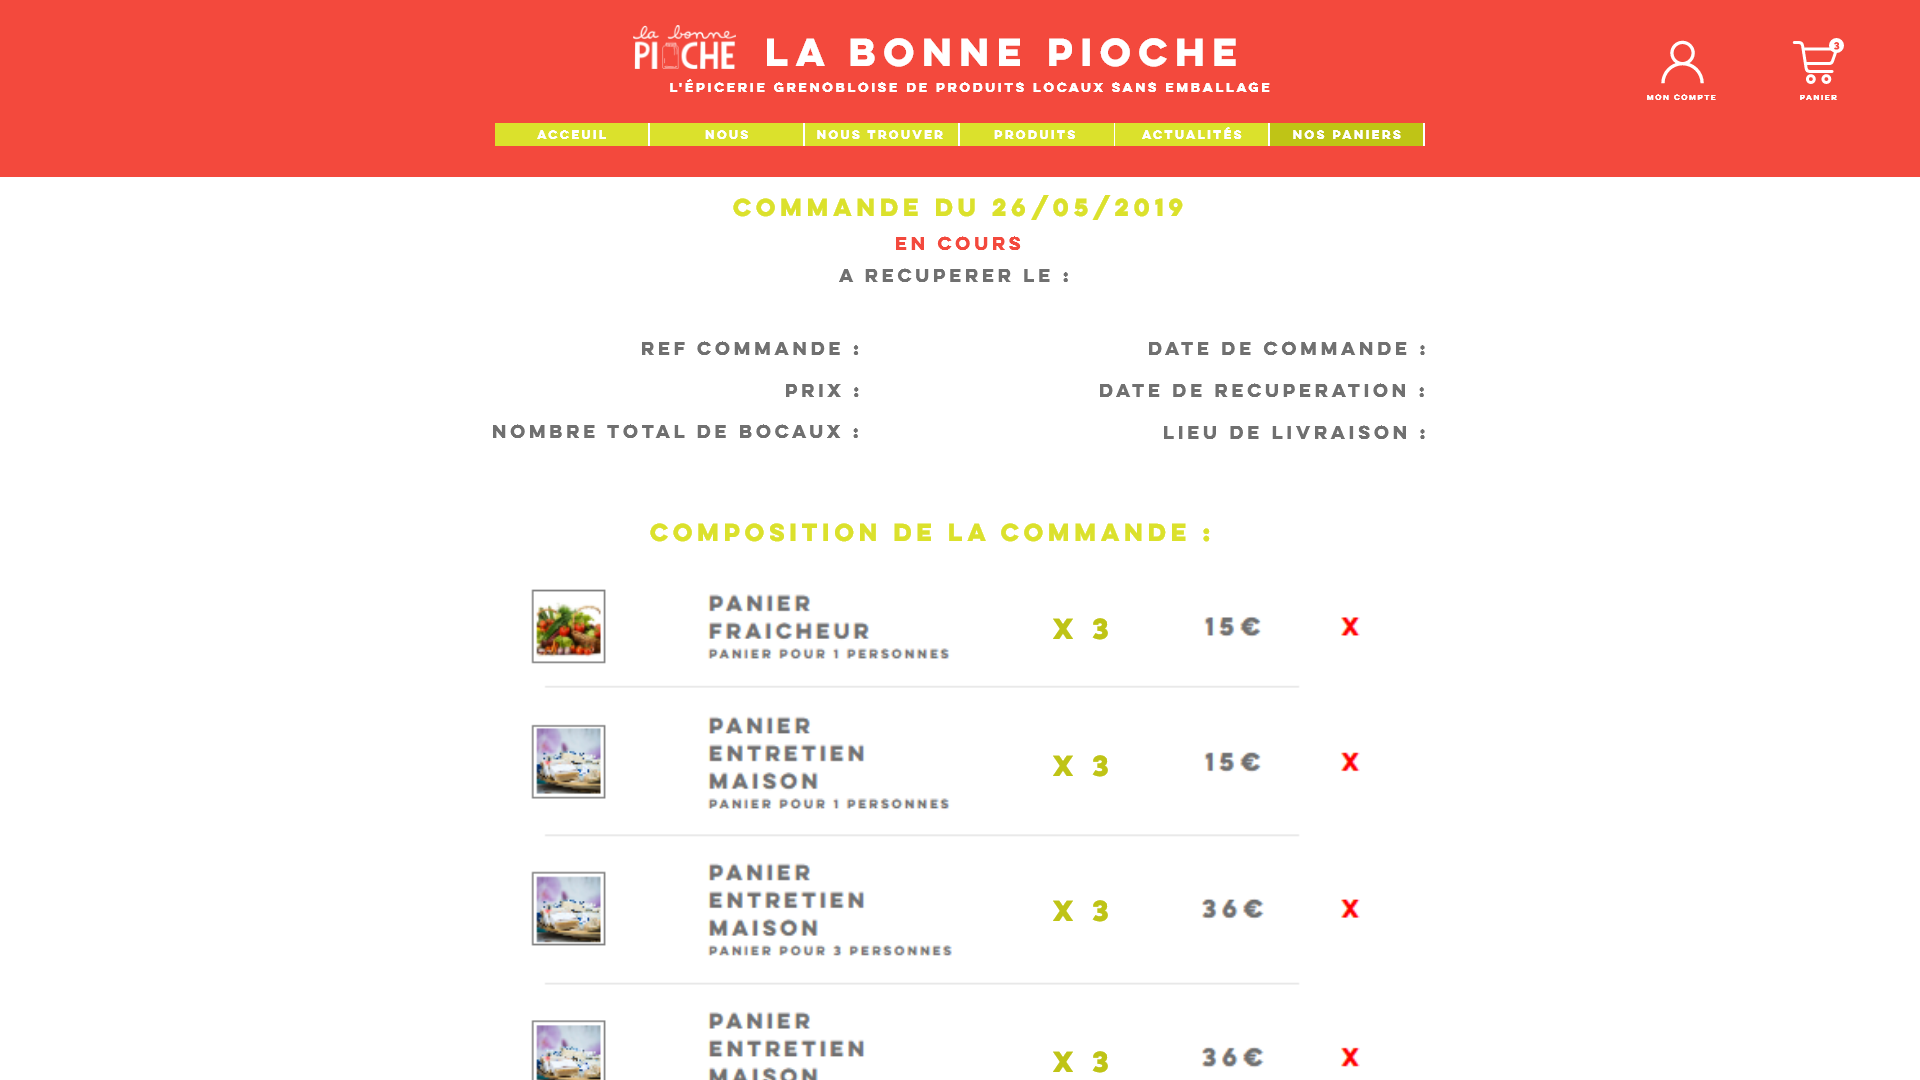 la bonne
PIOCHE
LA BONNE PIOCHE
L'ÉPICERIE GRENOBLOISE DE PRODUITS LOCAUX SANS EMBALLAGE
3
MON COMPTE
PANIER
ACCEUIL
NOUS
NOUS TROUVER
PRODUITS
ACTUALITÉS
NOS PANIERS
COMMANDE DU 26/05/2019
EN COURS
A RECUPERER LE :
REF COMMANDE :
DATE DE COMMANDE :
PRIX :
DATE DE RECUPERATION :
NOMBRE TOTAL DE BOCAUX :
LIEU DE LIVRAISON :
COMPOSITION DE LA COMMANDE :
PANIER
FRAICHEUR
PANIER POUR 1 PERSONNES
X 3
15€
X
PANIER
ENTRETIEN
MAISON
PANIER POUR 1 PERSONNES
X 3
15€
X
PANIER
ENTRETIEN
MAISON
PANIER POUR 3 PERSONNES
X 3
36€
X
PANIER
ENTRETIEN
MAISON
X 3
36€
X